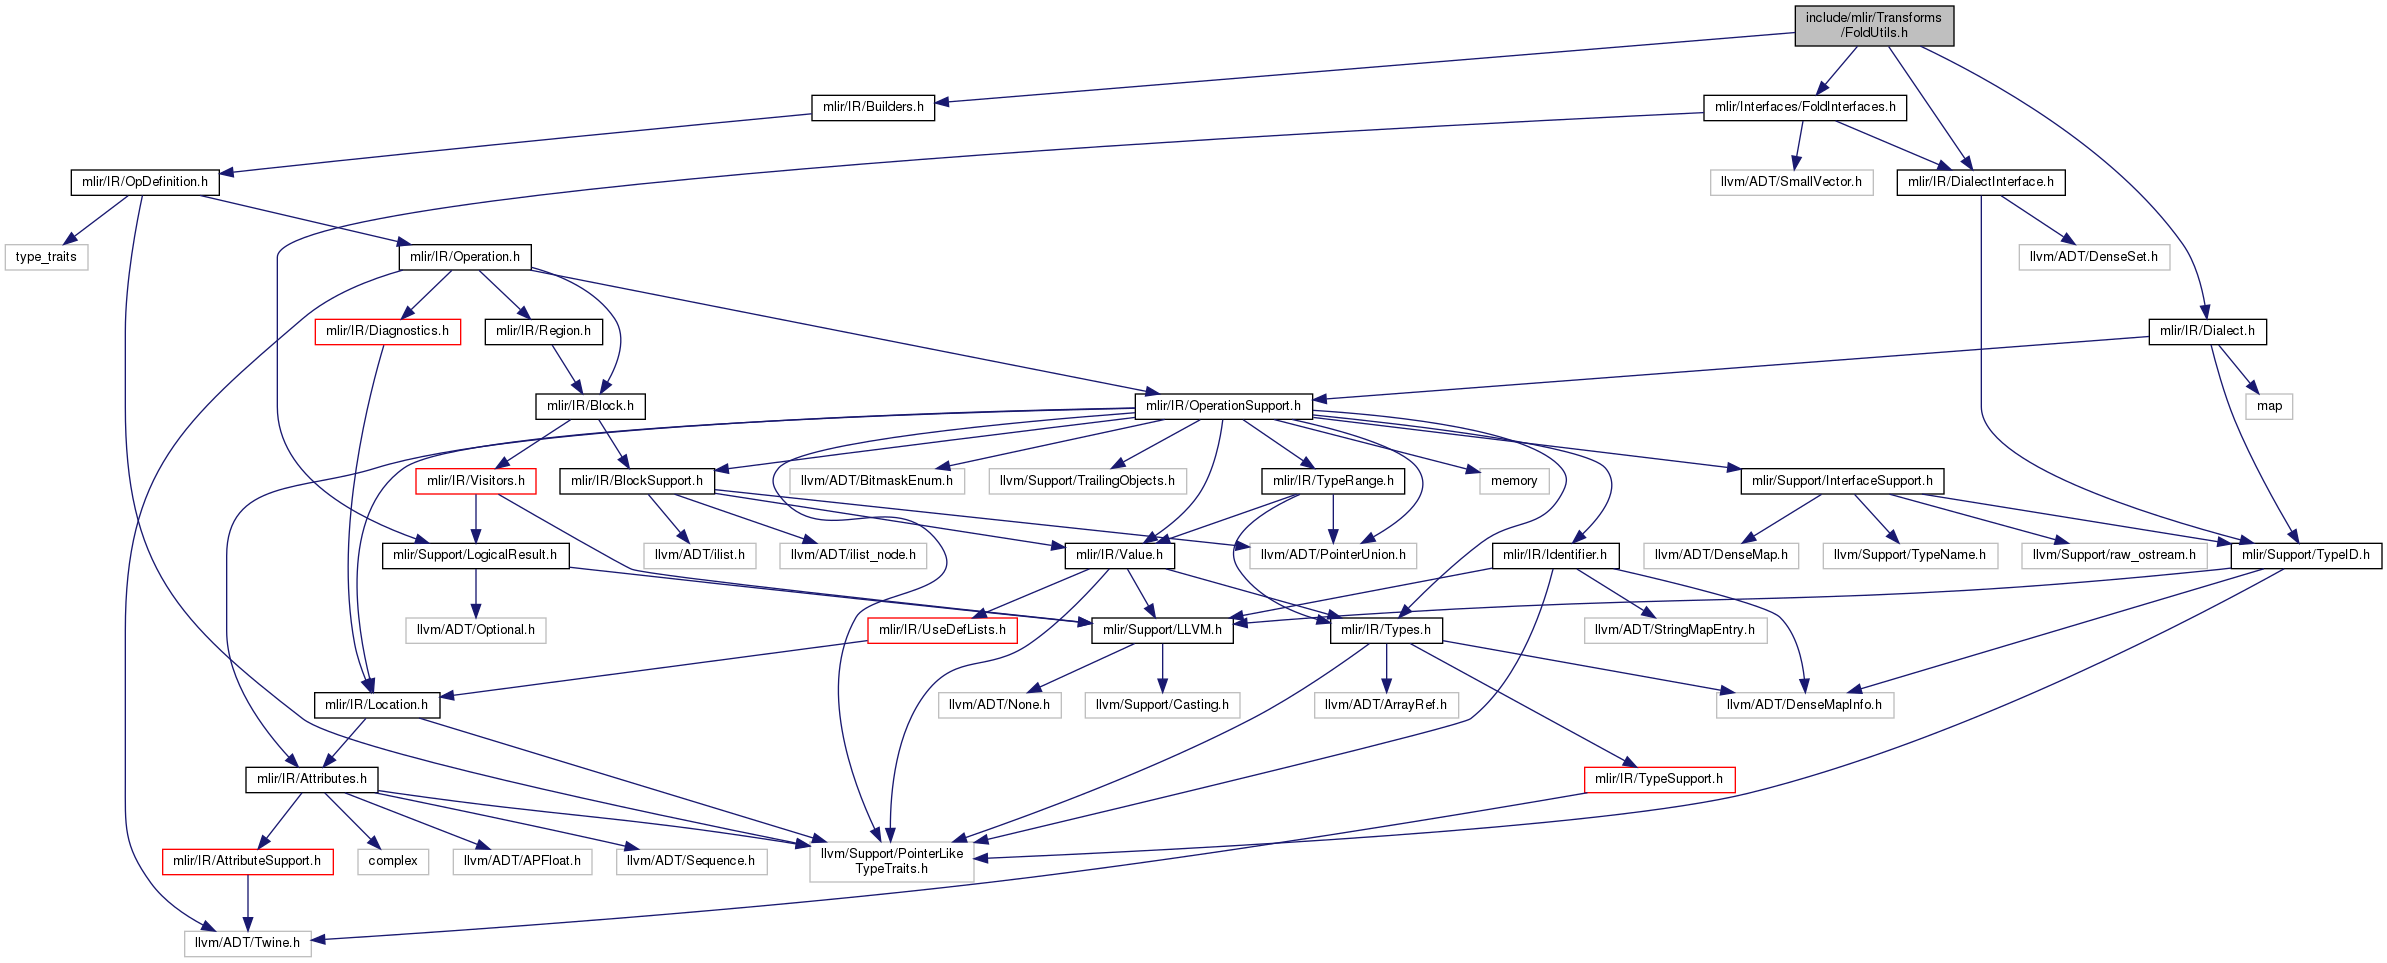 include/mlir/Transforms
/FoldUtils.h
mlir/IR/Builders.h
mlir/Interfaces/FoldInterfaces.h
mlir/IR/OpDefinition.h
llvm/ADT/SmallVector.h
mlir/IR/DialectInterface.h
type_traits
mlir/IR/Operation.h
llvm/ADT/DenseSet.h
mlir/IR/Diagnostics.h
mlir/IR/Region.h
mlir/IR/Dialect.h
mlir/IR/Block.h
mlir/IR/OperationSupport.h
map
mlir/IR/Visitors.h
mlir/IR/BlockSupport.h
llvm/ADT/BitmaskEnum.h
llvm/Support/TrailingObjects.h
mlir/IR/TypeRange.h
memory
mlir/Support/InterfaceSupport.h
mlir/Support/LogicalResult.h
llvm/ADT/ilist.h
llvm/ADT/ilist_node.h
mlir/IR/Value.h
llvm/ADT/PointerUnion.h
mlir/IR/Identifier.h
llvm/ADT/DenseMap.h
llvm/Support/TypeName.h
llvm/Support/raw_ostream.h
mlir/Support/TypeID.h
llvm/ADT/Optional.h
mlir/IR/UseDefLists.h
mlir/Support/LLVM.h
mlir/IR/Types.h
llvm/ADT/StringMapEntry.h
mlir/IR/Location.h
llvm/ADT/None.h
llvm/Support/Casting.h
llvm/ADT/ArrayRef.h
llvm/ADT/DenseMapInfo.h
mlir/IR/Attributes.h
mlir/IR/TypeSupport.h
mlir/IR/AttributeSupport.h
complex
llvm/ADT/APFloat.h
llvm/ADT/Sequence.h
llvm/Support/PointerLike
TypeTraits.h
llvm/ADT/Twine.h